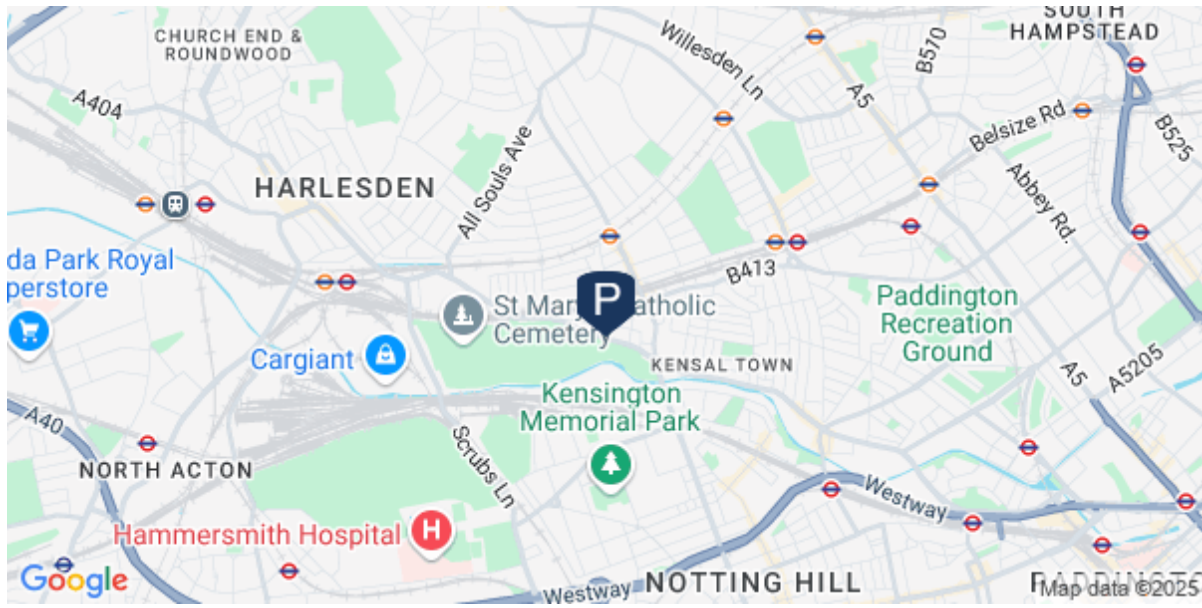 SOUTH
HAMPSTEAD
CHURCH END &
ROUNDWOOD
Willesden Ln
B510
A5
A404
Belsize Rd
B525
All Souls Ave
HARLESDEN
Abbey Rd.
da Park Royal
perstore
B413
P
St Mary Catholic
Cemetery
Paddington
Recreation
Ground
Cargiant
KENSAL TOWN
A5
A5205
Kensington
Memorial Park
A40
NORTH ACTON
Scrubs Ln
Westway
Hammersmith Hospital
H
Google
Westway
NOTTING HILL
Map data ©2025